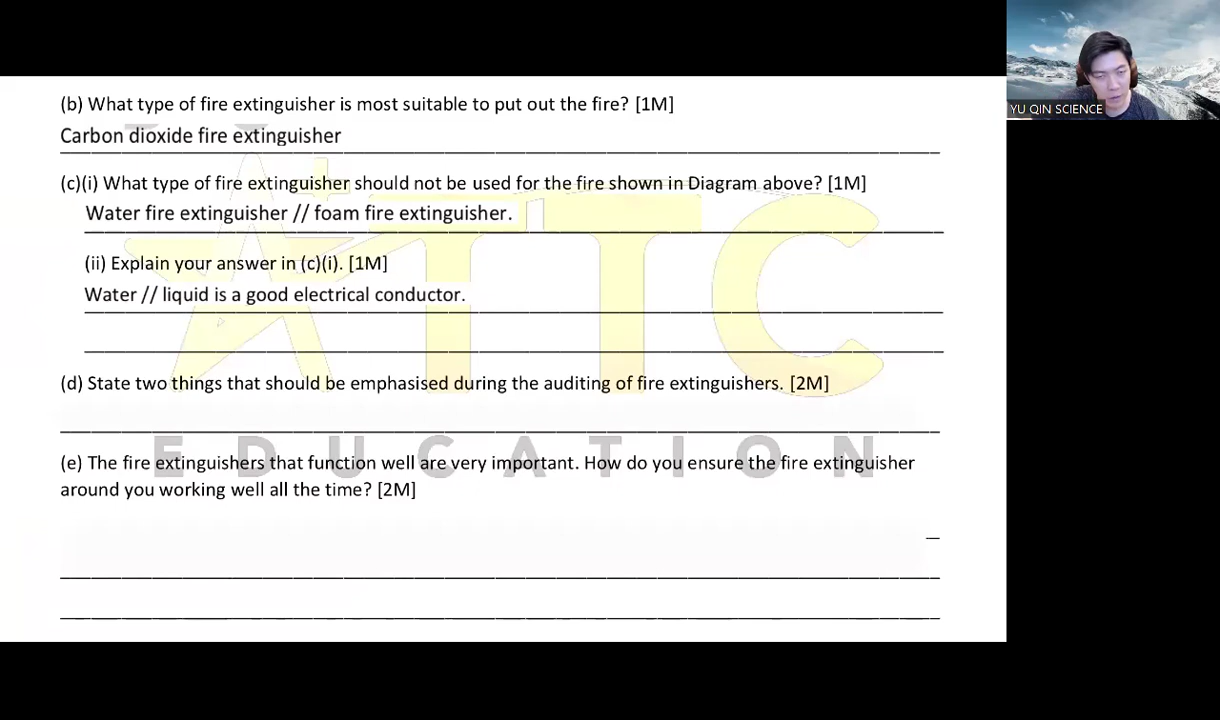 (b) What type of fire extinguisher is most suitable to put out the fire? [1M]
Carbon dioxide fire extinguisher
(c)(i) What type of fire extinguisher should not be used for the fire shown in Diagram above? [1M]
Water fire extinguisher // foam fire extinguisher.
(ii) Explain your answer in (c)(i). [1M]
Water // liquid is a good electrical conductor.
(d) State two things that should be emphasised during the auditing of fire extinguishers. [2M]
(e) The fire extinguishers that function well are very important. How do you ensure the fire extinguisher
around you working well all the time? [2M]
A+ TTC
EDUCATION
YU QIN SCIENCE